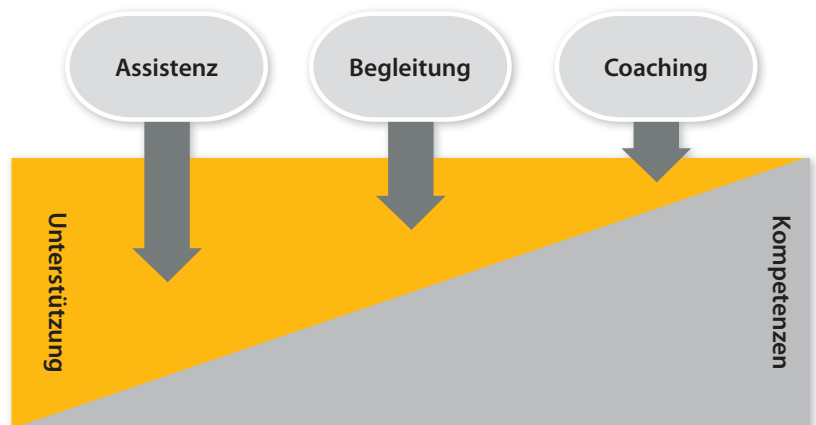 Assistenz
Begleitung
Coaching
Unterstützung
Kompetenzen